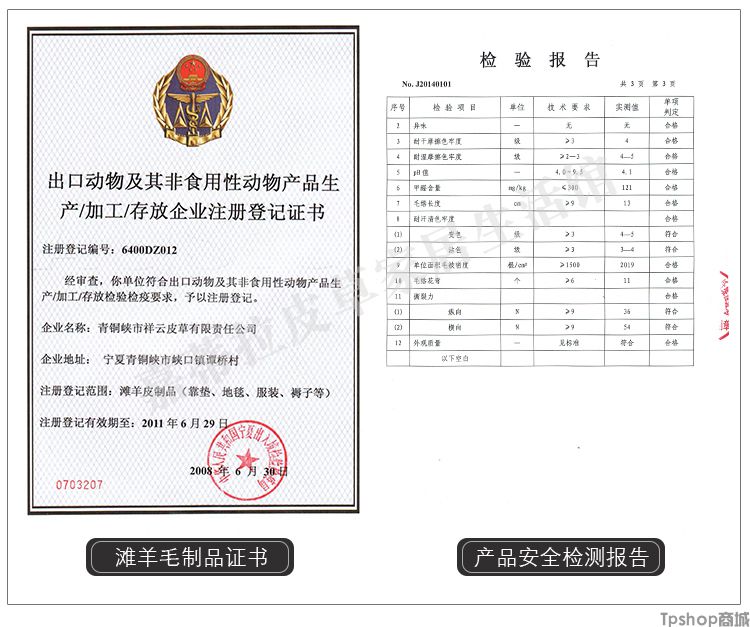 出口动物及其非食用性动物产品生
产/加工/存放企业注册登记证书
注册登记编号：6400DZ012
经审查，你单位符合出口动物及其非食用性动物产品生
产/加工/存放检验检疫要求，予以注册登记。
企业名称：青铜峡市祥云皮草有限责任公司
企业地址： 宁夏青铜峡市峡口镇谭桥村
注册登记范围：滩羊皮制品（靠垫、地毯、服装、褥子等）
注册登记有效期至：2011 年 6 月 29 日
2008 年 6 月 30 日
0703207
滩羊毛制品证书
检 验 报 告
No. J20140101 共 3 页 第 3 页
序号 检 验 项 目 单位 技 术 要 求 实测值 单项判定
2 异味 — 无 无 合格
3 耐干摩擦色牢度 级 ≥3 4 合格
4 耐湿摩擦色牢度 级 ≥2—3 4—5 合格
5 pH值 — 4.0~9.5 4.1 合格
6 甲醛含量 mg/kg ≤300 121 合格
7 毛绺长度 cm ≥9 13 合格
8 耐汗渍色牢度 合格
(1) 变色 级 ≥3 4—5 符合
(2) 沾色 级 ≥3 3—4 符合
9 单位面积毛被密度 根/cm² ≥1500 2019 合格
10 毛绺花弯 个 ≥6 11 合格
11 撕裂力 合格
(1) 纵向 N ≥9 36 符合
(2) 横向 N ≥9 54 符合
12 外观质量 — 见标准 符合 合格
以下空白
产品安全检测报告
Tpshop商城